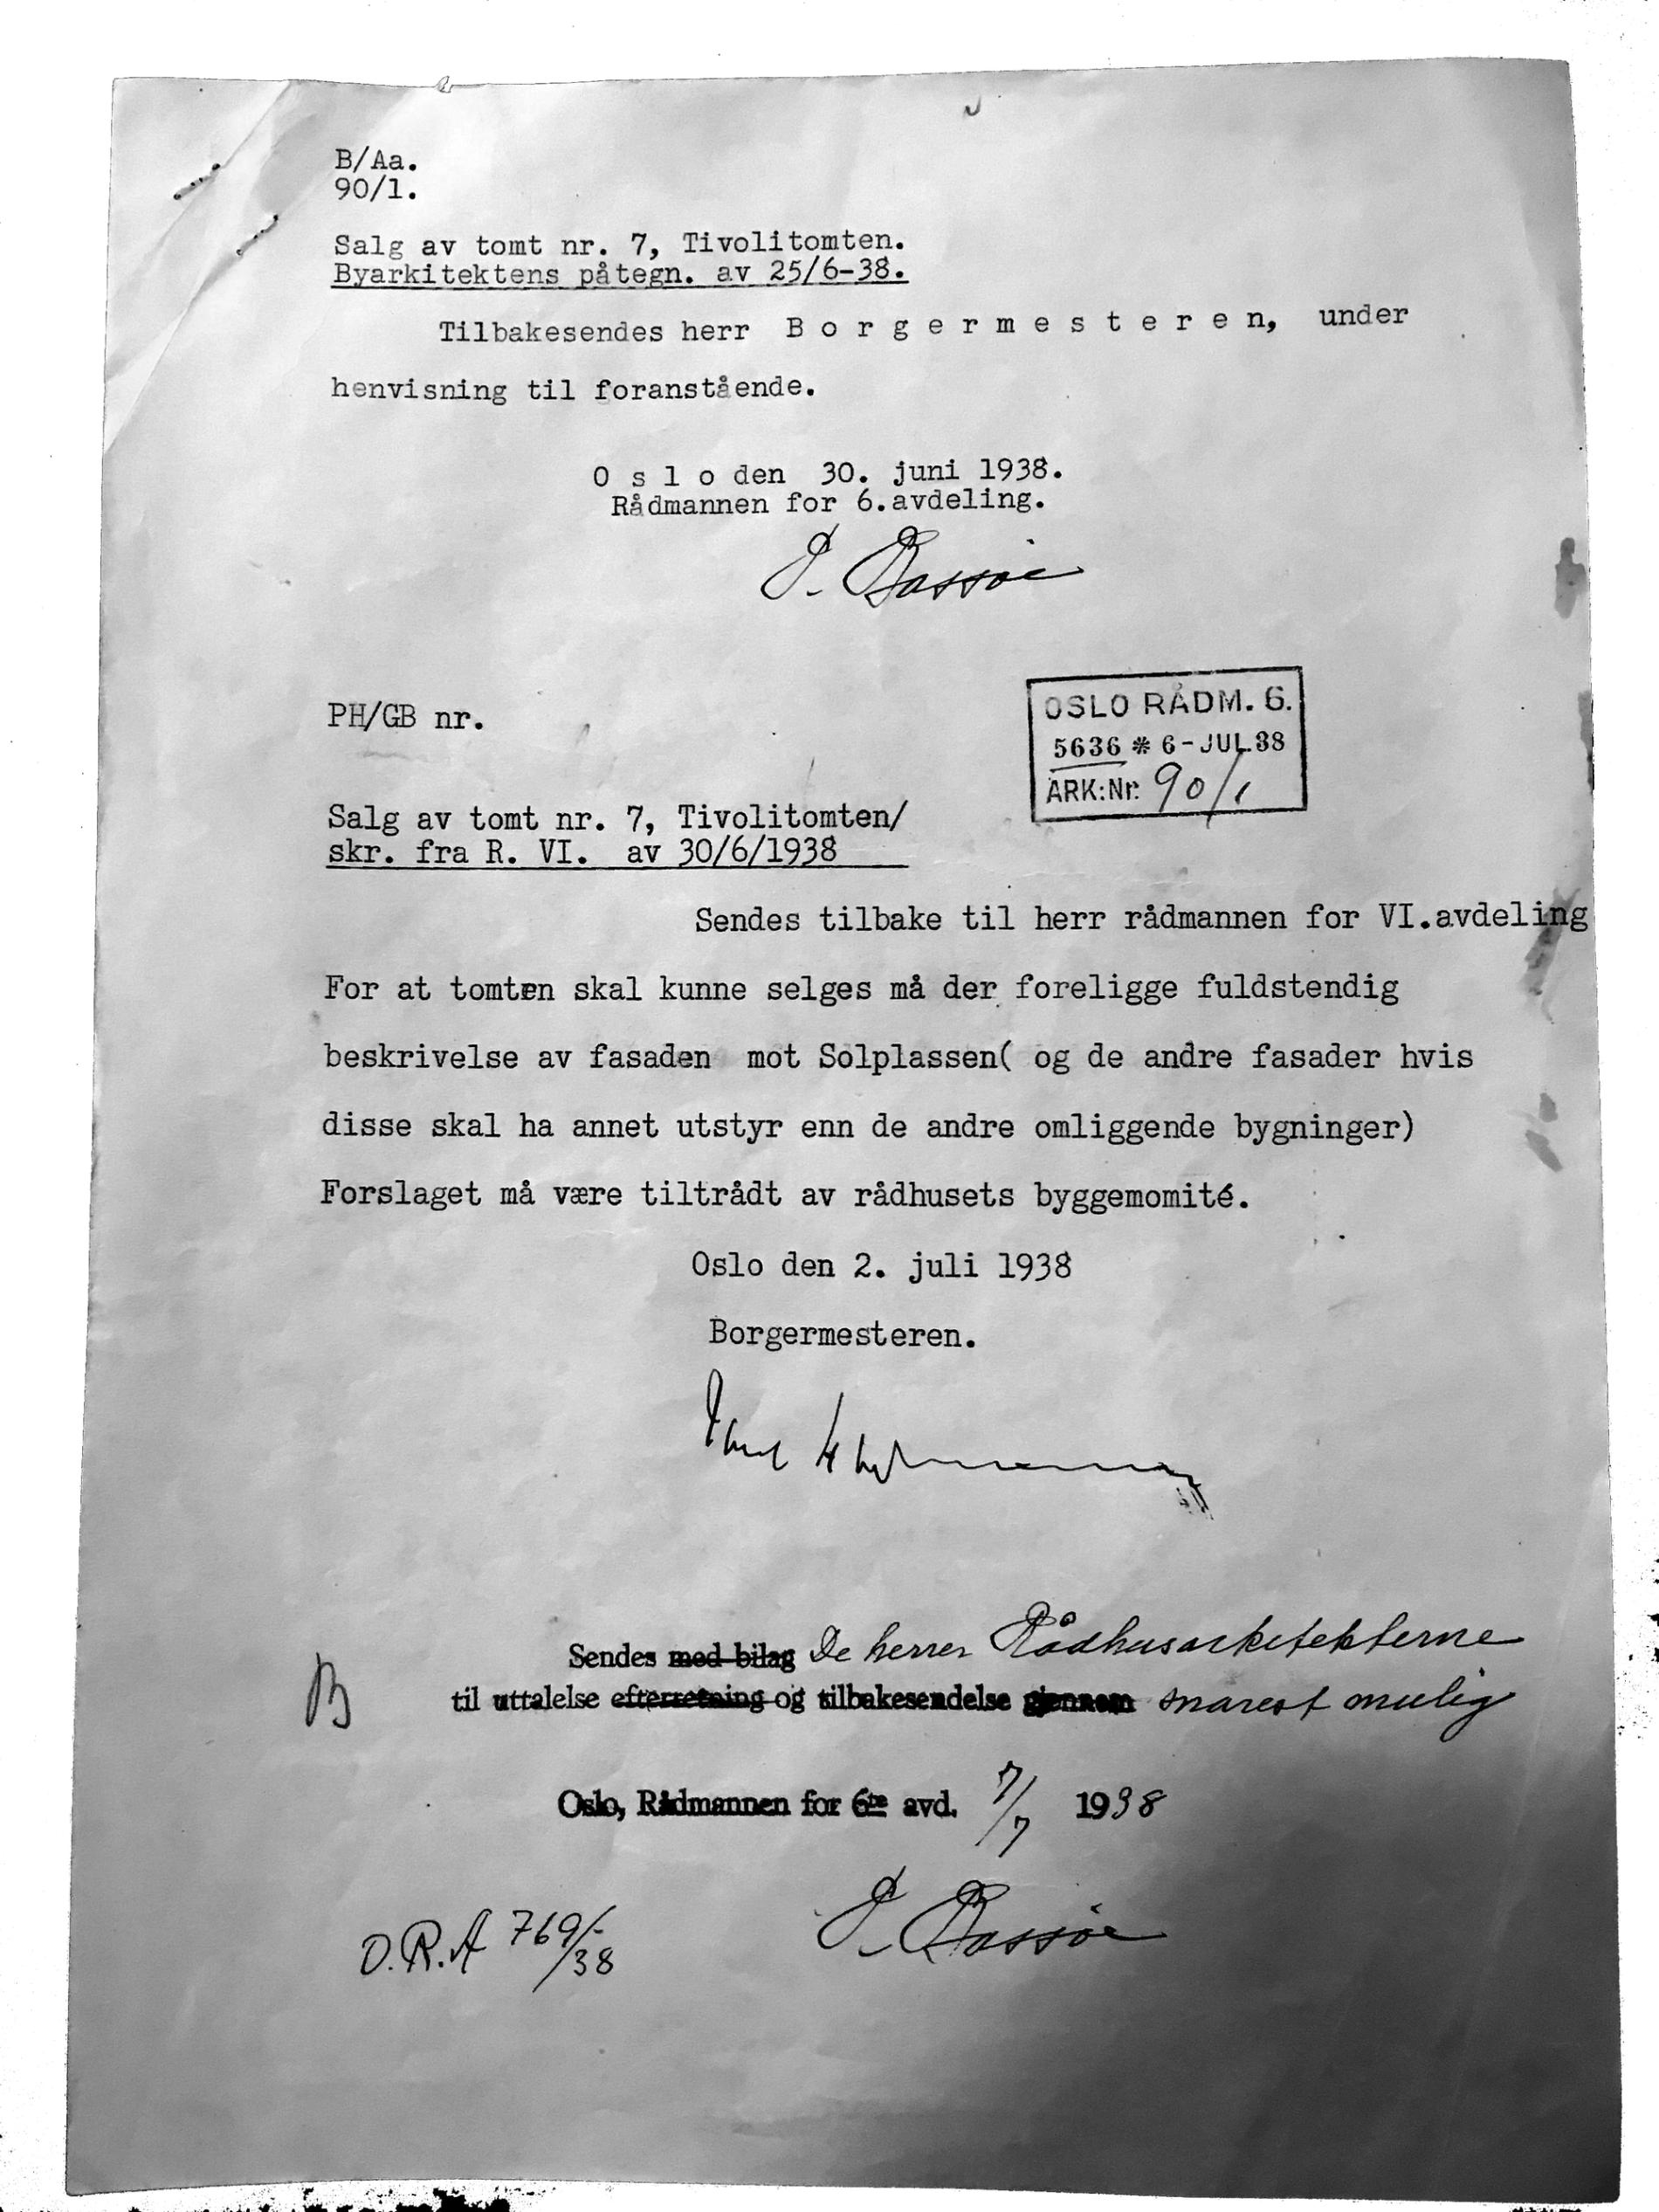 B/Aa.
90/1.
Salg av tomt nr. 7, Tivolitomten.
Byarkitektens påtegn. av 25/6-38.
Tilbakesendes herr B o r g e r m e s t e r e n, under
henvisning til foranstående.
O s l o den 30. juni 1938.
Rådmannen for 6.avdeling.
OSLO RÅDM. 6.
5636 * 6-JUL.38
ARK:Nr. 90/1
PH/GB nr.
Salg av tomt nr. 7, Tivolitomten/
skr. fra R. VI. av 30/6/1938
Sendes tilbake til herr rådmannen for VI.avdeling
For at tomten skal kunne selges må der foreligge fuldstendig
beskrivelse av fasaden mot Solplassen( og de andre fasader hvis
disse skal ha annet utstyr enn de andre omliggende bygninger)
Forslaget må være tiltrådt av rådhusets byggemomité.
Oslo den 2. juli 1938
Borgermesteren.
Sendes med bilag De herrer Rådhusarkitekterne
B til uttalelse efterretning og tilbakesendelse gjennem snarest mulig
Oslo, Rådmannen for 6te avd. 7/7 1938
O.R.A 769/38